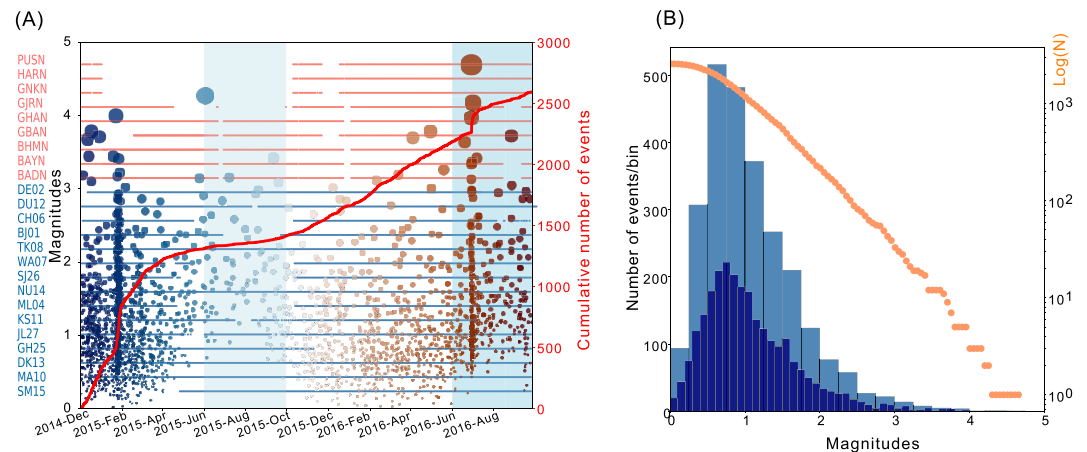 (A)
(B)
PUSN
HARN
GNKN
GJRN
GHAN
GBAN
BHMN
BAYN
BADN
DE02
DU12
CH06
BJ01
TK08
WA07
SJ26
NU14
ML04
KS11
JL27
GH25
DK13
MA10
SM15
Magnitudes
5
4
3
2
1
0
2014-Dec
2015-Feb
2015-Apr
2015-Jun
2015-Aug
2015-Oct
2015-Dec
2016-Feb
2016-Apr
2016-Jun
2016-Aug
3000
2500
2000
1500
1000
500
0
Cumulative number of events
Number of events/bin
500
400
300
200
100
0
0
1
2
3
4
5
Magnitudes
Log(N)
10³
10²
10¹
10⁰